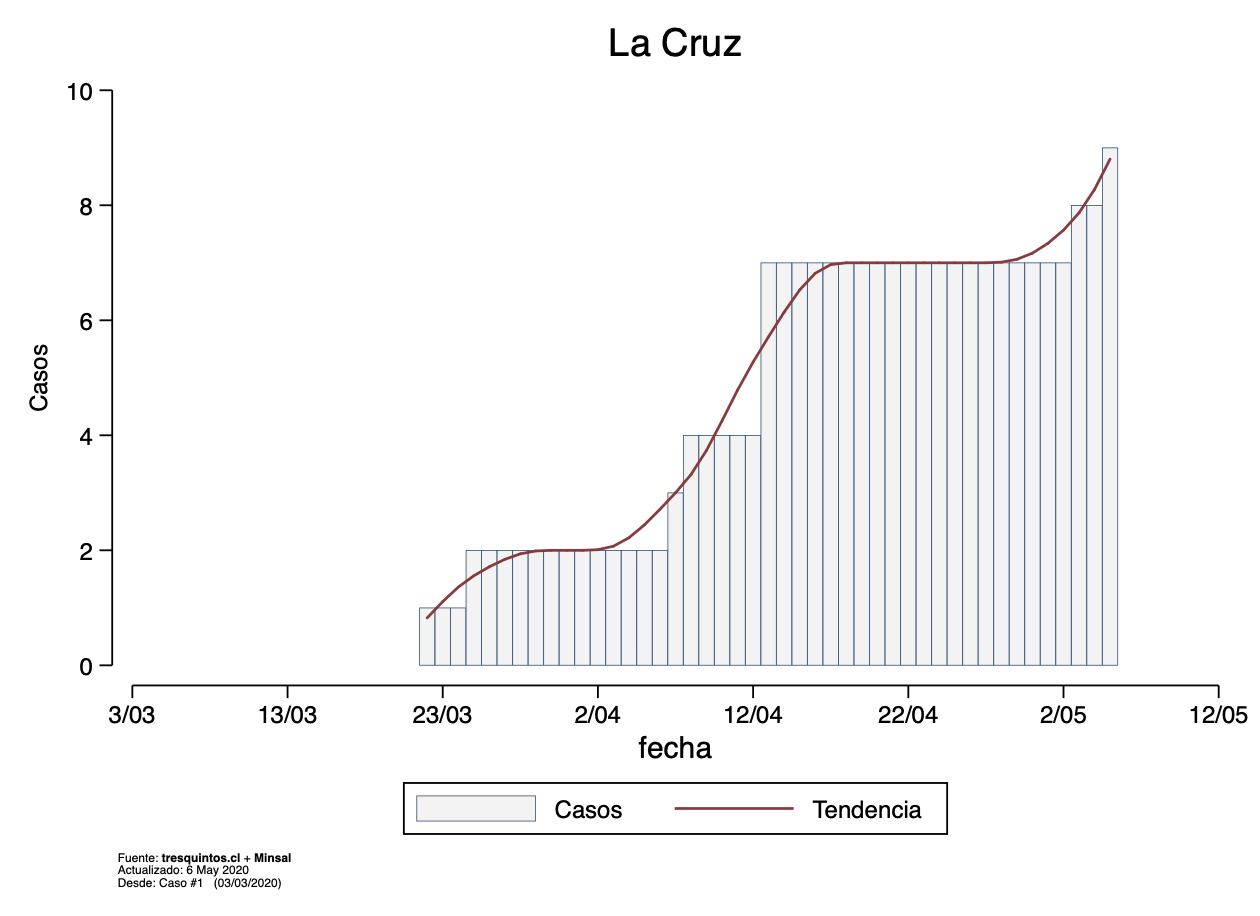 La Cruz
10
8
6
4
2
0
Casos
3/03 13/03 23/03 2/04 12/04 22/04 2/05 12/05
fecha
Casos Tendencia
Fuente: tresquintos.cl + Minsal
Actualizado: 6 May 2020
Desde: Caso #1 (03/03/2020)